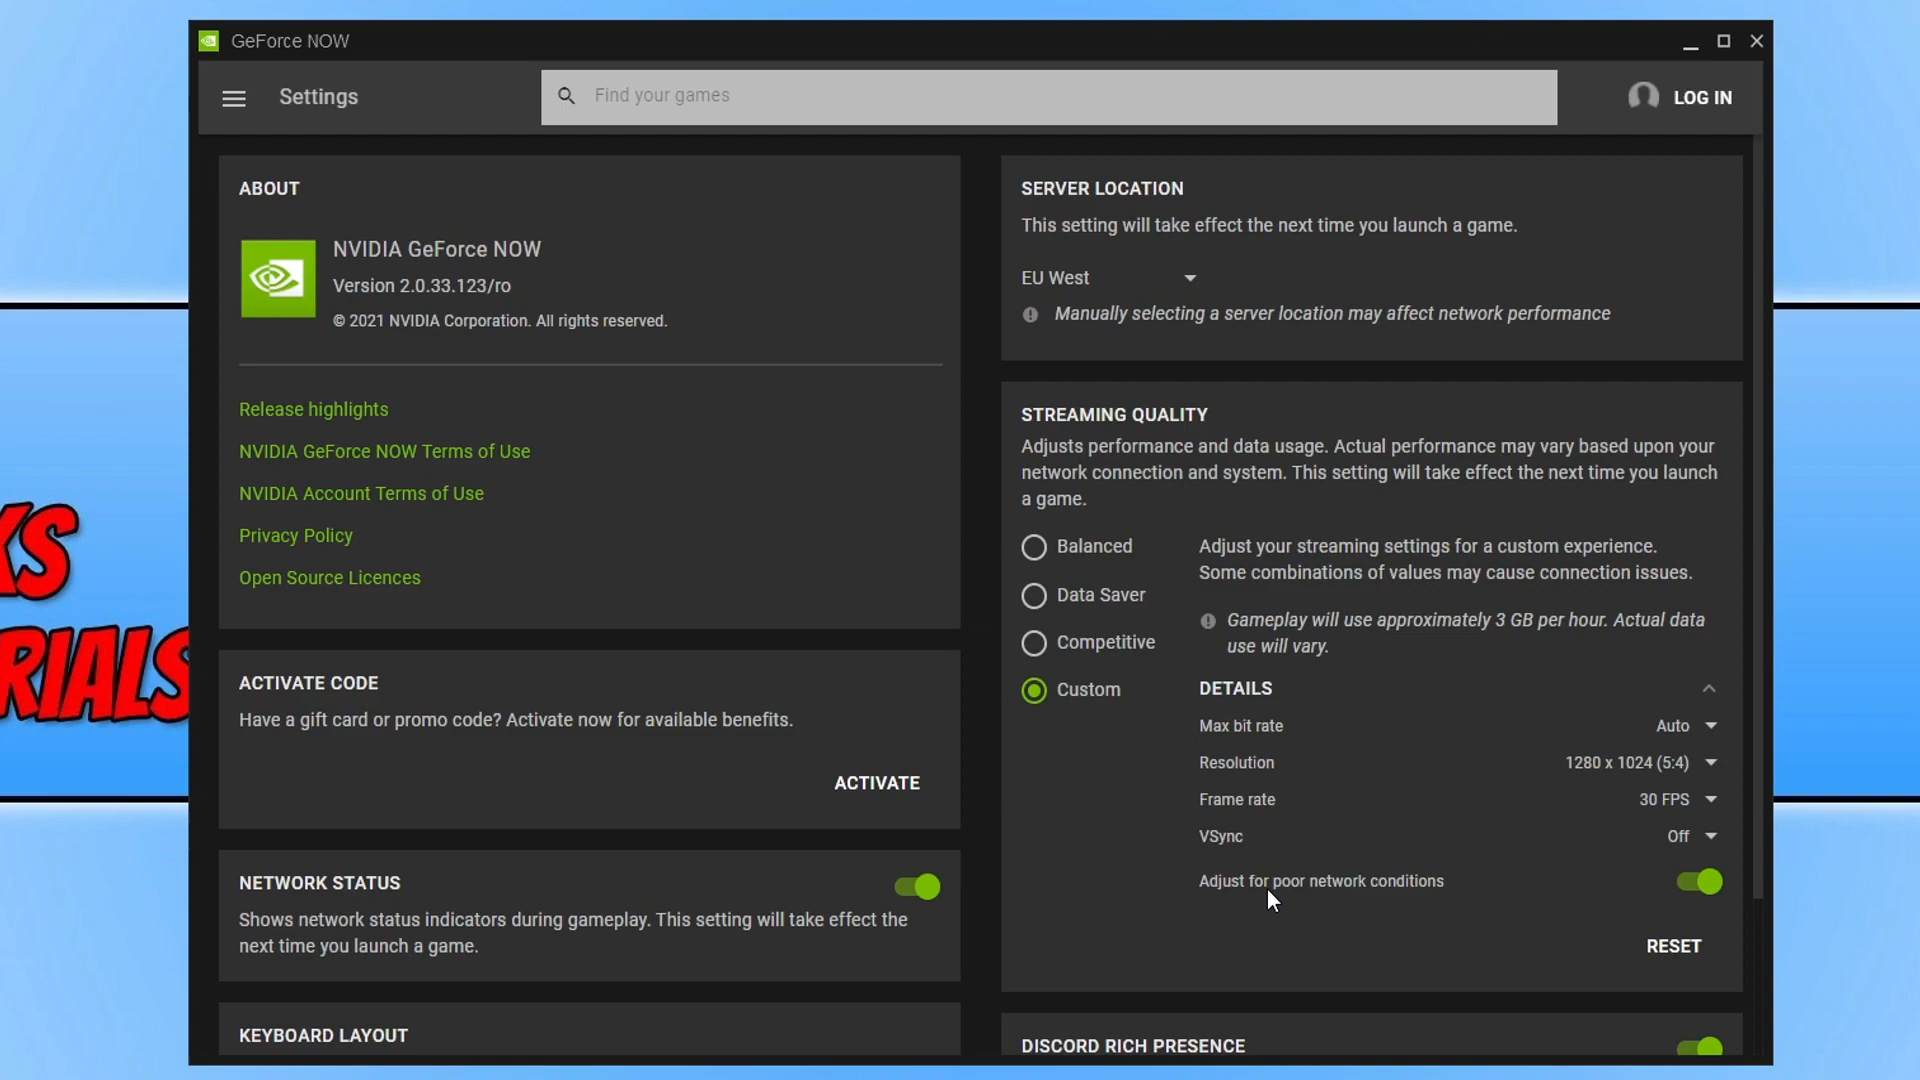 GeForce NOW
Settings
Find your games
LOG IN
ABOUT
NVIDIA GeForce NOW
Version 2.0.33.123/ro
© 2021 NVIDIA Corporation. All rights reserved.
Release highlights
NVIDIA GeForce NOW Terms of Use
NVIDIA Account Terms of Use
Privacy Policy
Open Source Licences
ACTIVATE CODE
Have a gift card or promo code? Activate now for available benefits.
ACTIVATE
NETWORK STATUS
Shows network status indicators during gameplay. This setting will take effect the
next time you launch a game.
KEYBOARD LAYOUT
SERVER LOCATION
This setting will take effect the next time you launch a game.
EU West
Manually selecting a server location may affect network performance
STREAMING QUALITY
Adjusts performance and data usage. Actual performance may vary based upon your
network connection and system. This setting will take effect the next time you launch
a game.
Balanced
Data Saver
Competitive
Custom
Adjust your streaming settings for a custom experience.
Some combinations of values may cause connection issues.
Gameplay will use approximately 3 GB per hour. Actual data
use will vary.
DETAILS
Max bit rate Auto
Resolution 1280 x 1024 (5:4)
Frame rate 30 FPS
VSync Off
Adjust for poor network conditions
RESET
DISCORD RICH PRESENCE
KS
RIALS